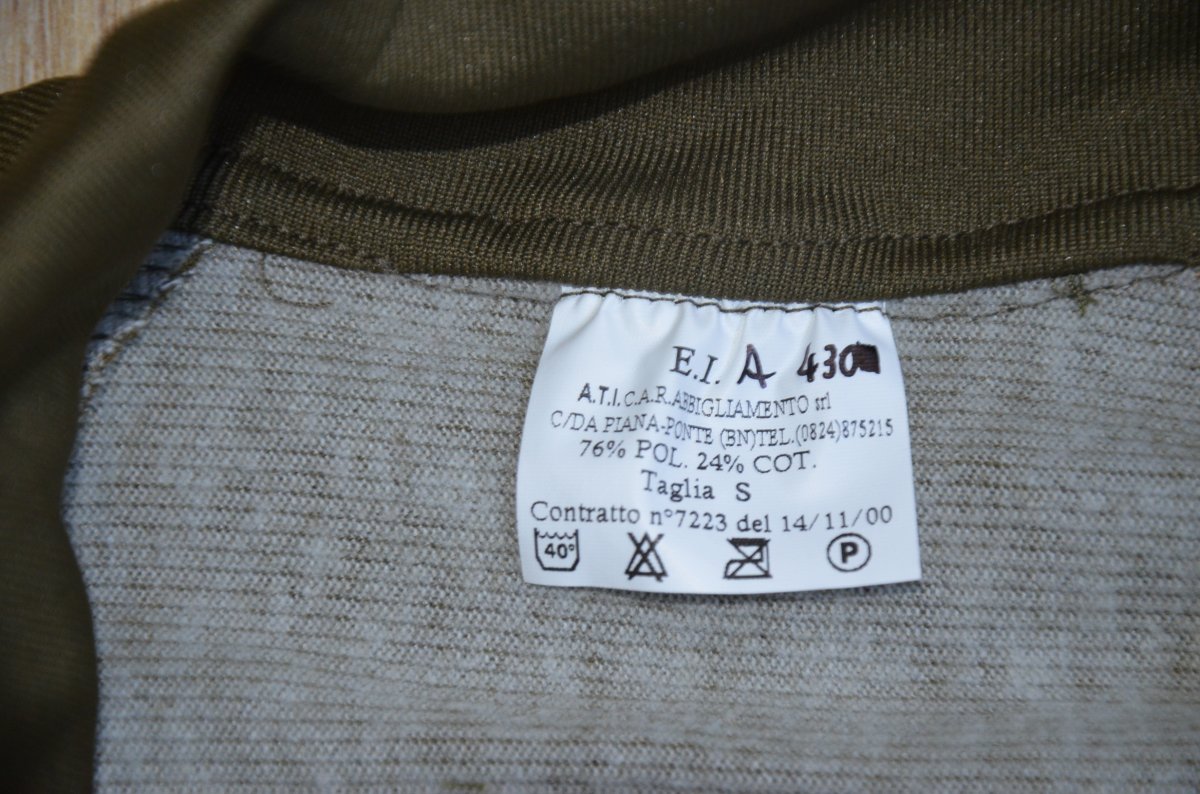 E.I. A 430
A.T.I.C.A.R.ABBIGLIAMENTO srl
C/DA PIANA-PONTE (BN)TEL.(0824)875215
76% POL. 24% COT.
Taglia S
Contratto n°7223 del 14/11/00
40° P